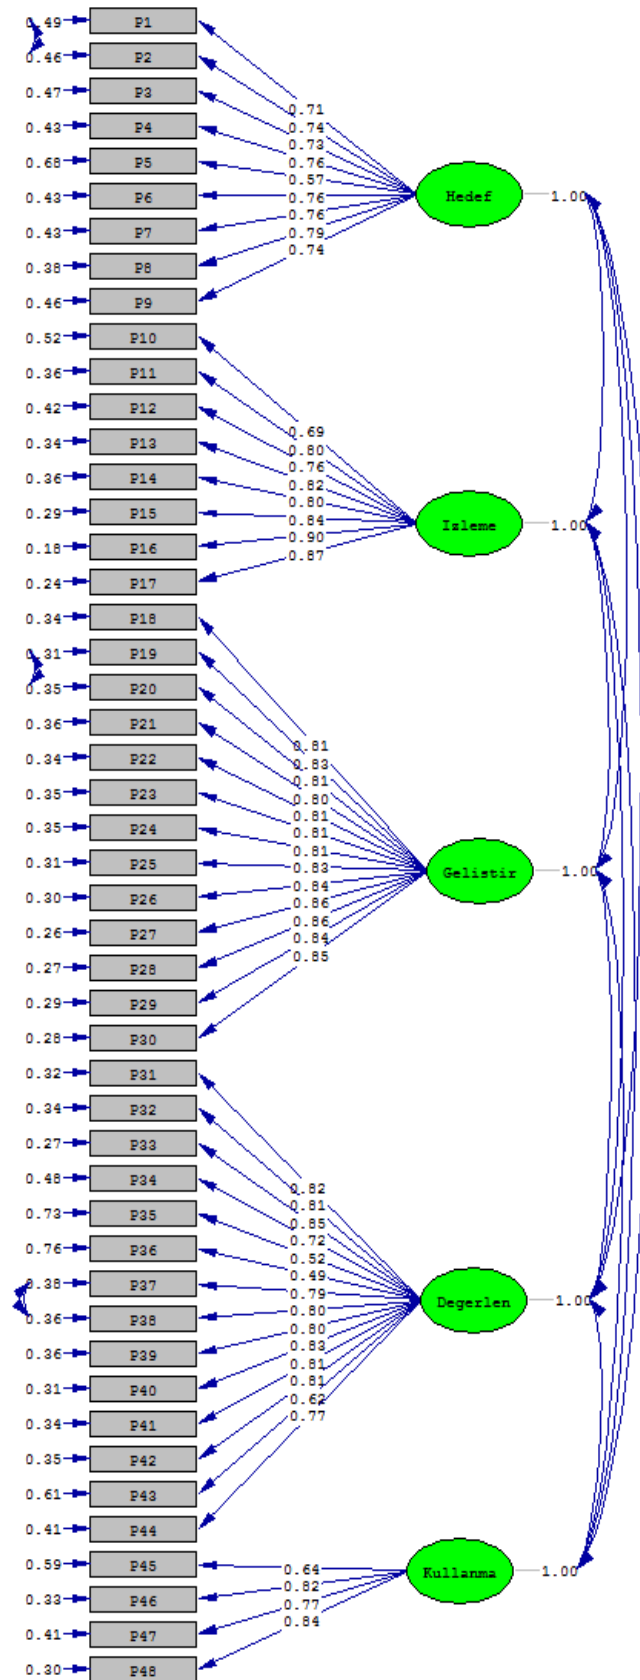 0.49 P1
0.46 P2
0.47 P3
0.43 P4
0.68 P5
0.43 P6
0.43 P7
0.38 P8
0.46 P9
0.71
0.74
0.73
0.76
0.57
0.76
0.76
0.79
0.74
Hedef 1.00
0.52 P10
0.36 P11
0.42 P12
0.34 P13
0.36 P14
0.29 P15
0.18 P16
0.24 P17
0.69
0.80
0.76
0.82
0.80
0.84
0.90
0.87
Izleme 1.00
0.34 P18
0.31 P19
0.35 P20
0.36 P21
0.34 P22
0.35 P23
0.35 P24
0.31 P25
0.30 P26
0.26 P27
0.27 P28
0.29 P29
0.28 P30
0.81
0.83
0.81
0.80
0.81
0.81
0.81
0.83
0.84
0.86
0.86
0.84
0.85
Gelistir 1.00
0.32 P31
0.34 P32
0.27 P33
0.48 P34
0.73 P35
0.76 P36
0.38 P37
0.36 P38
0.36 P39
0.31 P40
0.34 P41
0.35 P42
0.61 P43
0.41 P44
0.82
0.81
0.85
0.72
0.52
0.49
0.79
0.80
0.80
0.83
0.81
0.81
0.62
0.77
Degerlen 1.00
0.59 P45
0.33 P46
0.41 P47
0.30 P48
0.64
0.82
0.77
0.84
Kullanma 1.00